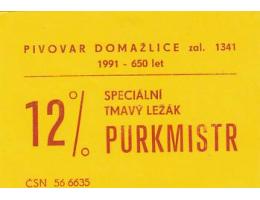 PIVOVAR DOMAŽLICE zal. 1341
1991 - 650 let
12% SPECIÁLNÍ
TMAVÝ LEŽÁK
PURKMISTR
ČSN 56 6635